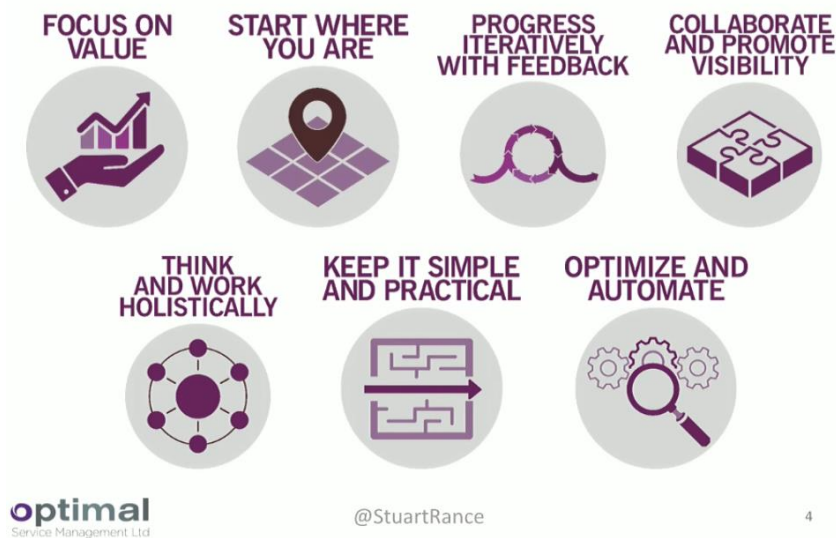 FOCUS ON
VALUE
START WHERE
YOU ARE
PROGRESS
ITERATIVELY
WITH FEEDBACK
COLLABORATE
AND PROMOTE
VISIBILITY
THINK
AND WORK
HOLISTICALLY
KEEP IT SIMPLE
AND PRACTICAL
OPTIMIZE AND
AUTOMATE
optimal
Service Management Ltd
@StuartRance
4